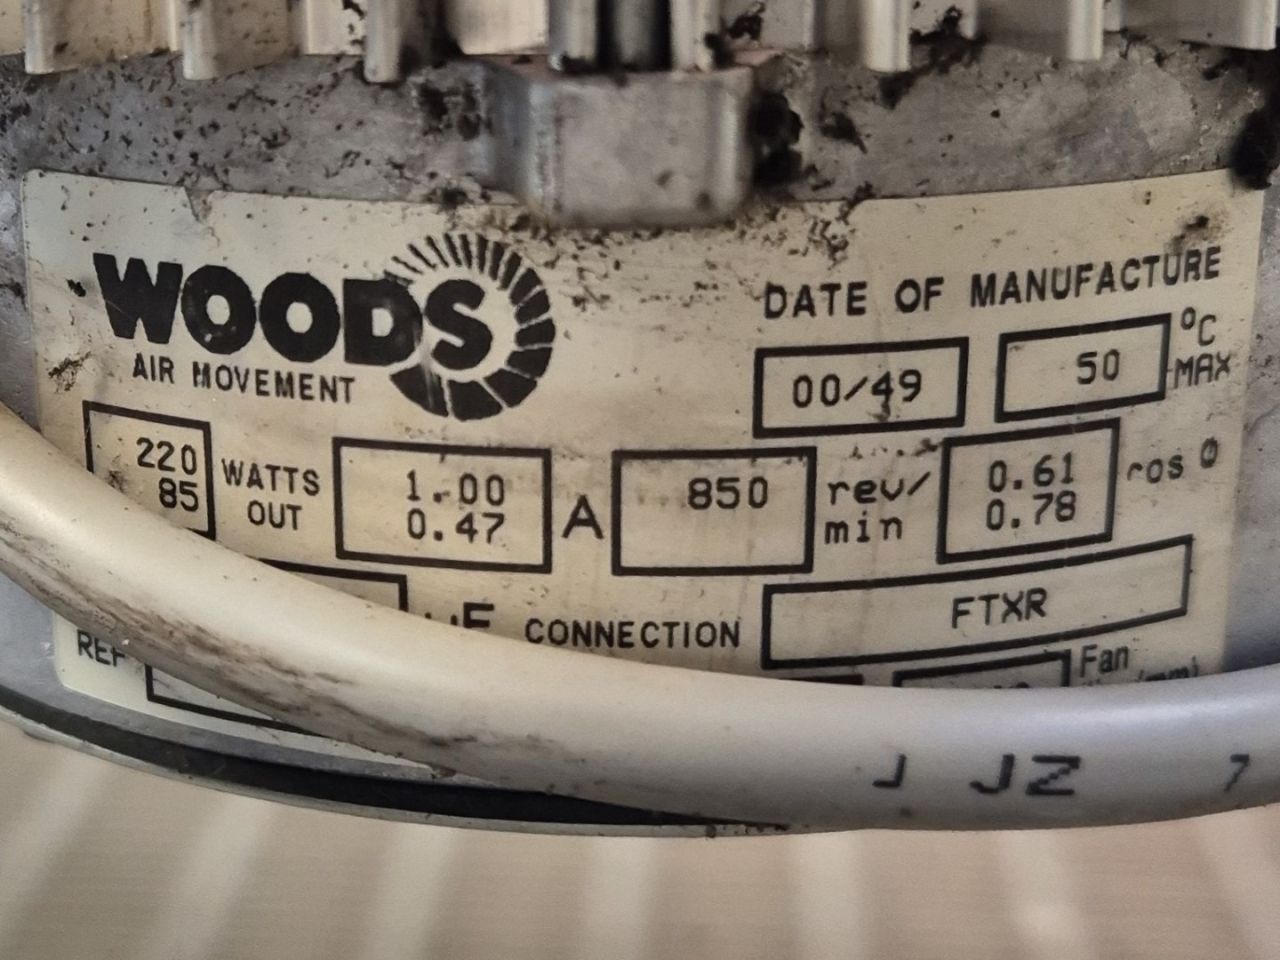 WOODS
AIR MOVEMENT
DATE OF MANUFACTURE
00/49
50 °C MAX
220
85
WATTS OUT
1.00
0.47
A
850
rev/min
0.61
0.78
cos Ø
CONNECTION
FTXR
REF
Fan
J JZ 7